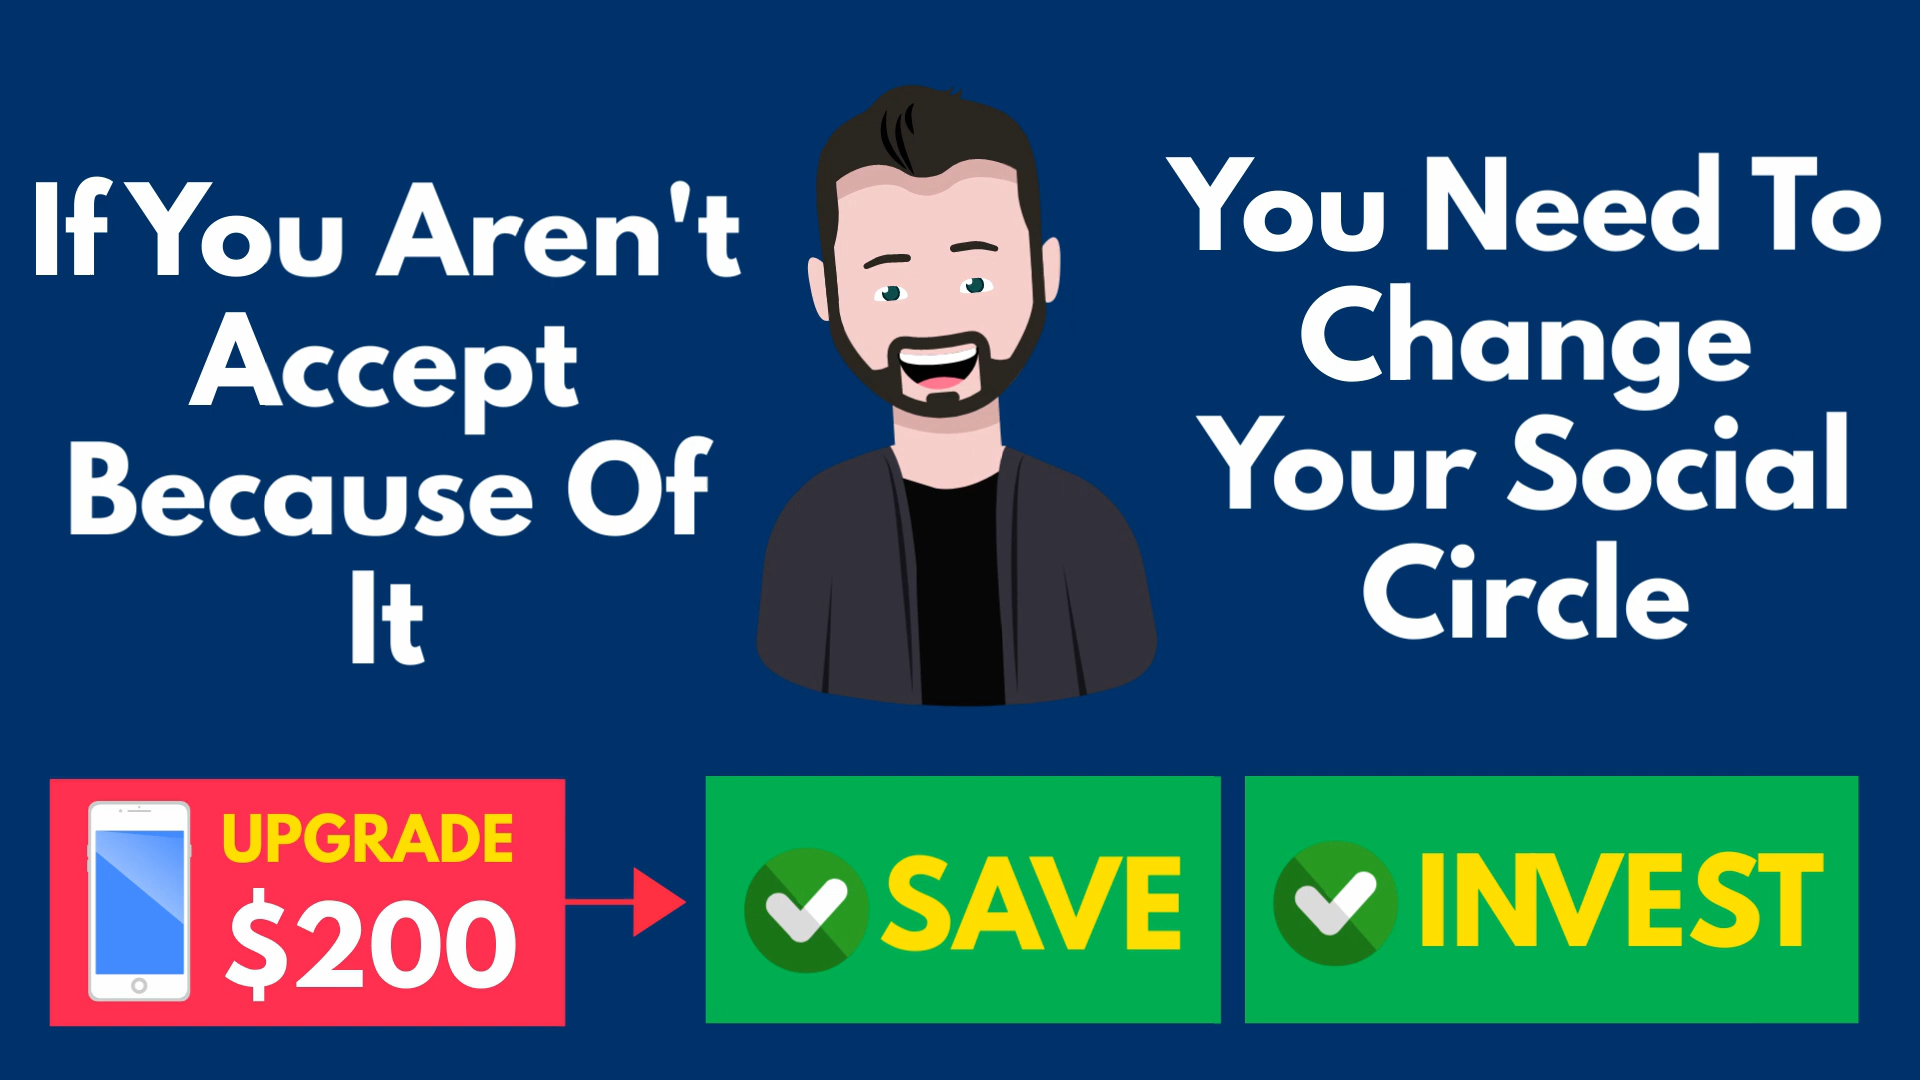 If You Aren't
Accept
Because Of
It
You Need To
Change
Your Social
Circle
UPGRADE
$200
SAVE
INVEST